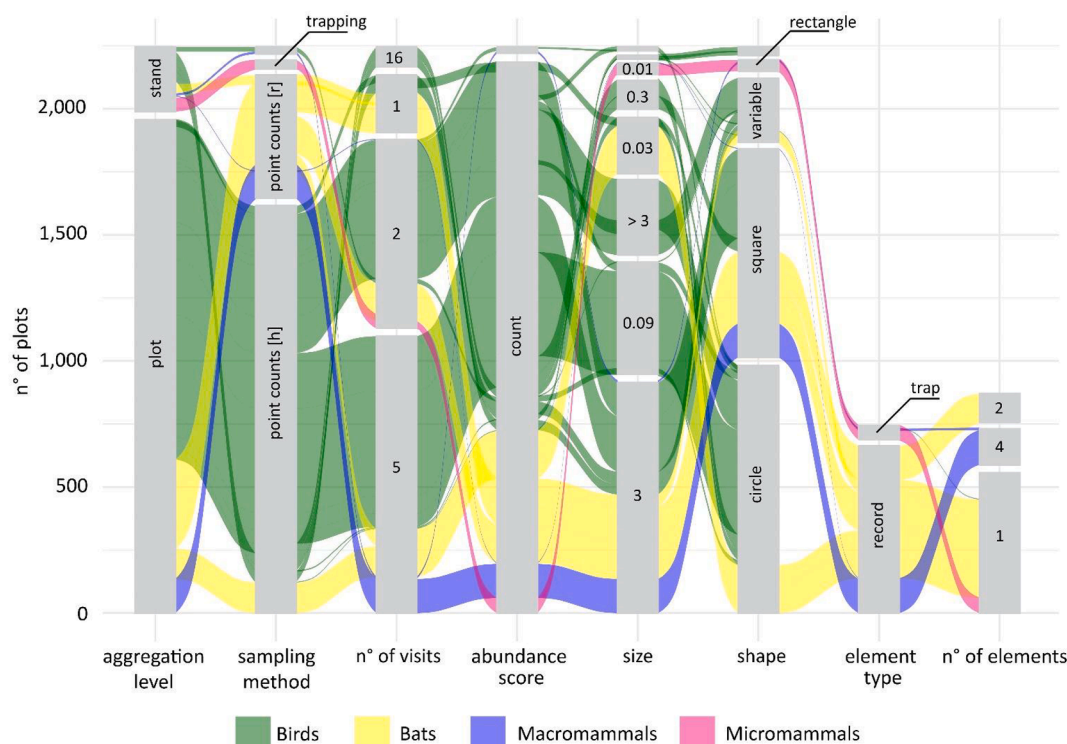 trapping
rectangle
2,000
1,500
1,000
500
0
n° of plots
stand
plot
point counts [r]
point counts [h]
16
1
2
5
count
0.01
0.3
0.03
> 3
0.09
3
variable
square
circle
trap
record
2
4
1
aggregation level
sampling method
n° of visits
abundance score
size
shape
element type
n° of elements
Birds
Bats
Macromammals
Micromammals